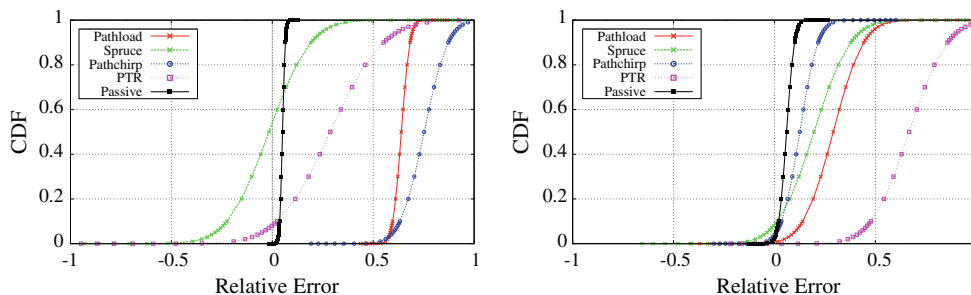 1
0.8
0.6
0.4
0.2
0
CDF
Pathload
Spruce
Pathchirp
PTR
Passive
-1
-0.5
0
0.5
1
Relative Error
1
0.8
0.6
0.4
0.2
0
CDF
Pathload
Spruce
Pathchirp
PTR
Passive
-1
-0.5
0
0.5
Relative Error